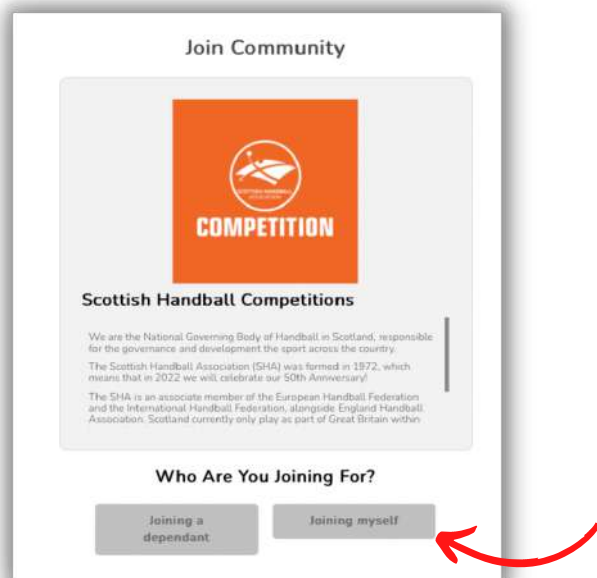 Join Community
SCOTTISH HANDBALL
ASSOCIATION
COMPETITION
Scottish Handball Competitions
We are the National Governing Body of Handball in Scotland, responsible
for the governance and development the sport across the country.
The Scottish Handball Association (SHA) was formed in 1972, which
means that in 2022 we will celebrate our 50th Anniversary!
The SHA is an associate member of the European Handball Federation
and the International Handball Federation, alongside England Handball
Association. Scotland currently only play as part of Great Britain within
Who Are You Joining For?
Joining a
dependant
Joining myself